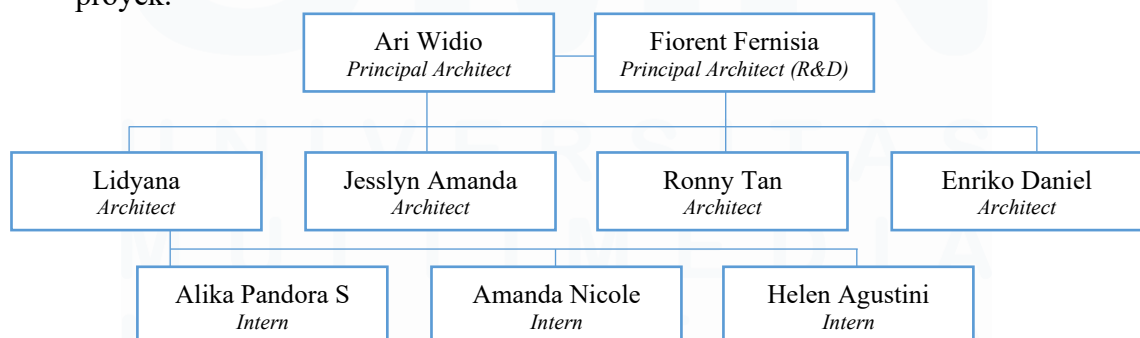 proyek.
Ari Widio
Principal Architect
Fiorent Fernisia
Principal Architect (R&D)
Lidyana
Architect
Jesslyn Amanda
Architect
Ronny Tan
Architect
Enriko Daniel
Architect
Alika Pandora S
Intern
Amanda Nicole
Intern
Helen Agustini
Intern